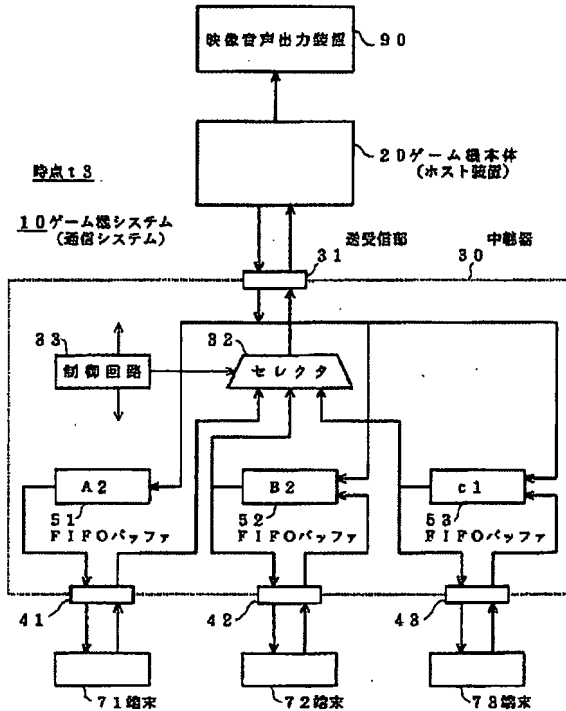 映像音声出力装置
90
20ゲーム機本体
(ホスト装置)
時点t3
10ゲーム機システム
(通信システム)
送受信部
31
中継器
30
33
制御回路
32
セレクタ
A2
B2
c1
51
FIFOバッファ
52
FIFOバッファ
53
FIFOバッファ
41
42
43
71端末
72端末
73端末